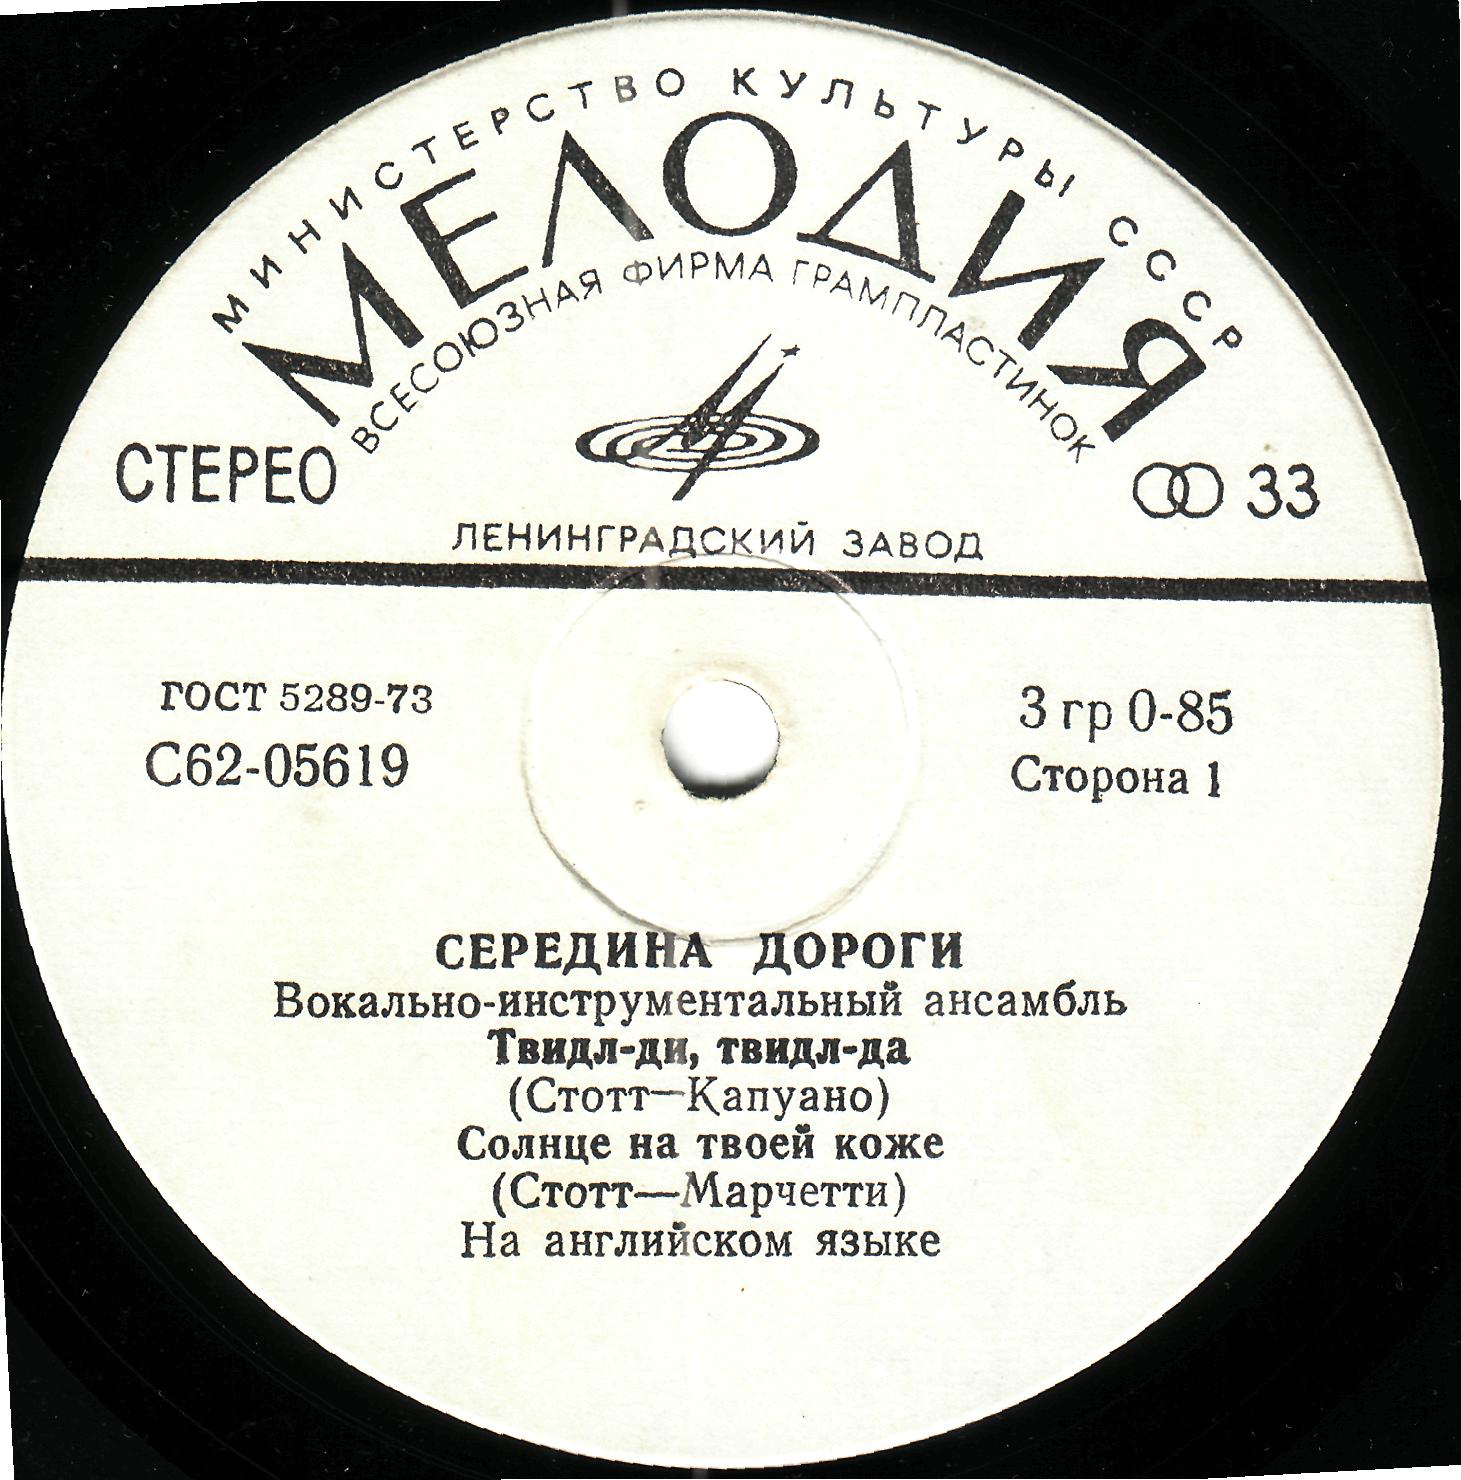 МИНИСТЕРСТВО КУЛЬТУРЫ СССР
МЕЛОДИЯ
ВСЕСОЮЗНАЯ ФИРМА ГРАМПЛАСТИНОК
СТЕРЕО
33
ЛЕНИНГРАДСКИЙ ЗАВОД
ГОСТ 5289-73
3 гр 0-85
С62-05619
Сторона 1
СЕРЕДИНА ДОРОГИ
Вокально-инструментальный ансамбль
Твидл-ди, твидл-да
(Стотт—Капуано)
Солнце на твоей коже
(Стотт—Марчетти)
На английском языке